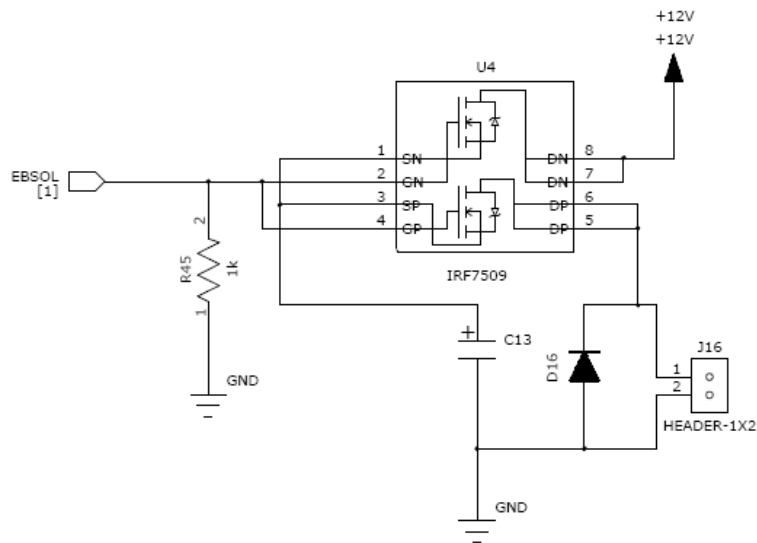 +12V
+12V
U4
1
SN
DN
8
EBSOL
[1]
2
GN
DN
7
3
SP
DP
6
4
GP
DP
5
IRF7509
2
R45
1k
1
GND
+
C13
D16
J16
1
2
HEADER-1X2
GND